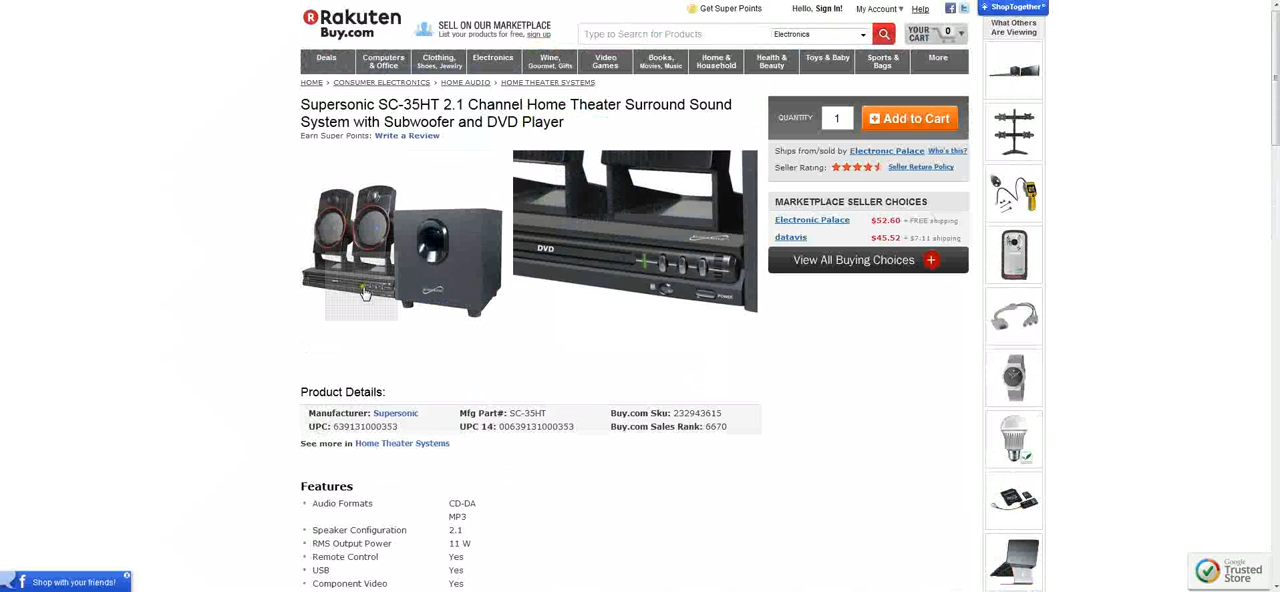 Rakuten
Buy.com
SELL ON OUR MARKETPLACE
List your products for free, sign up
Get Super Points
Hello, Sign In!
My Account
Help
ShopTogether
Type to Search for Products
Electronics
YOUR CART
0
What Others
Are Viewing
Deals
Computers
& Office
Clothing,
Shoes, Jewelry
Electronics
Wine,
Gourmet, Gifts
Video
Games
Books,
Movies, Music
Home &
Household
Health &
Beauty
Toys & Baby
Sports &
Bags
More
HOME > CONSUMER ELECTRONICS > HOME AUDIO > HOME THEATER SYSTEMS
Supersonic SC-35HT 2.1 Channel Home Theater Surround Sound
System with Subwoofer and DVD Player
Earn Super Points: Write a Review
QUANTITY 1 Add to Cart
Ships from/sold by Electronic Palace Who's this?
Seller Rating: Seller Return Policy
MARKETPLACE SELLER CHOICES
Electronic Palace $52.60 + FREE shipping
datavis $45.52 + $7.11 shipping
View All Buying Choices
DVD
POWER
Product Details:
Manufacturer: Supersonic Mfg Part#: SC-35HT Buy.com Sku: 232943615
UPC: 639131000353 UPC 14: 00639131000353 Buy.com Sales Rank: 6670
See more in Home Theater Systems
Features
Audio Formats CD-DA
MP3
Speaker Configuration 2.1
RMS Output Power 11 W
Remote Control Yes
USB Yes
Component Video Yes
Shop with your friends!
Google
Trusted
Store